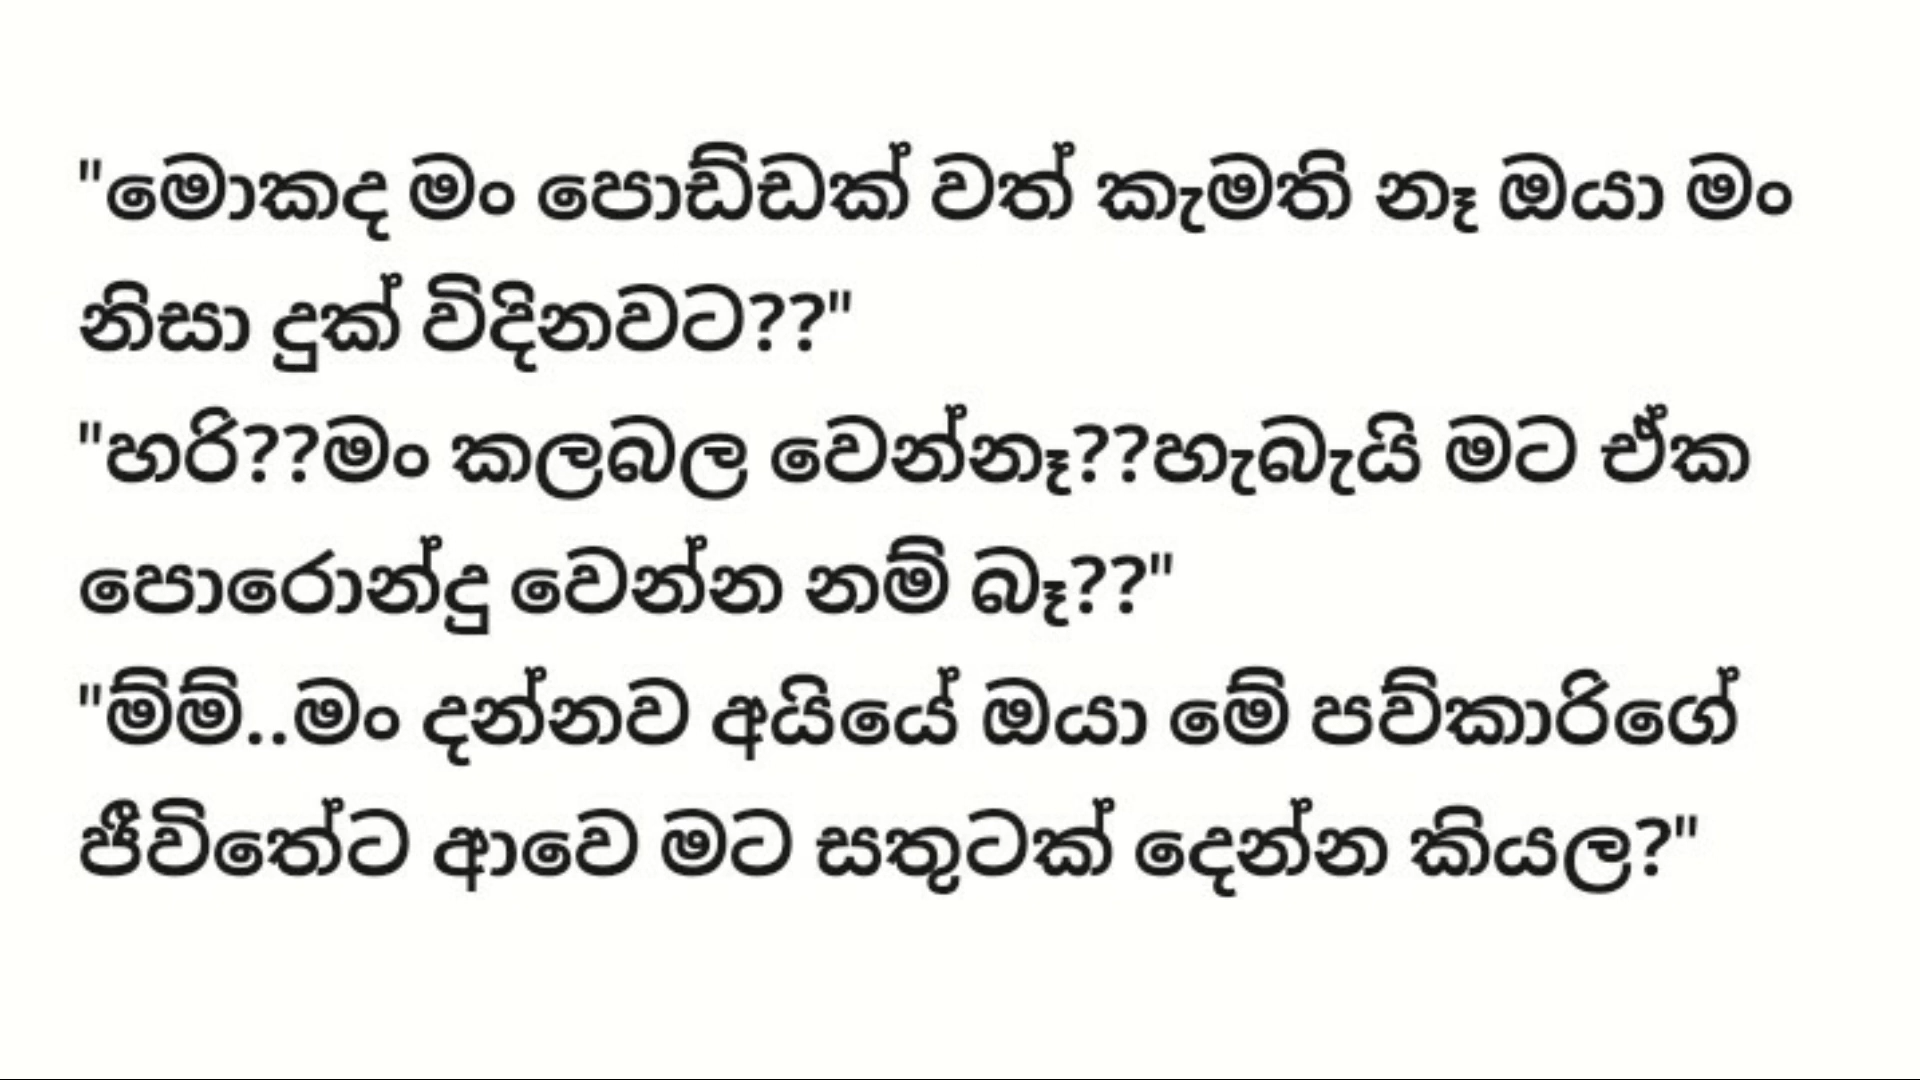 "මොකද මං පොඩ්ඩක් වත් කැමති නෑ ඔයා මං
නිසා දුක් විදිනවට??"
"හරි??මං කලබල වෙන්නෑ??හැබැයි මට ඒක
පොරොන්දු වෙන්න නම් බෑ??"
"ම්ම්..මං දන්නව අයියේ ඔයා මේ පව්කාරිගේ
ජීවිතේට ආවෙ මට සතුටක් දෙන්න කියල?"